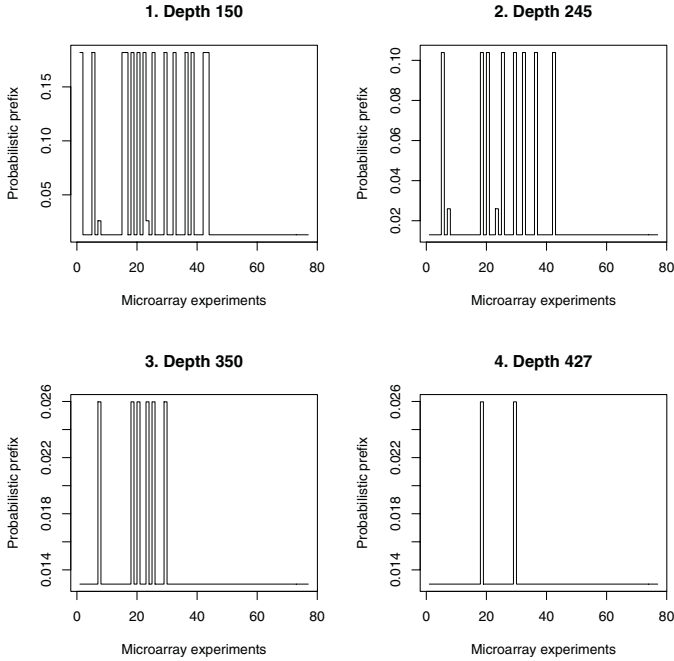 1. Depth 150
Probabilistic prefix
0.05 0.10 0.15
0 20 40 60 80
Microarray experiments
2. Depth 245
Probabilistic prefix
0.02 0.04 0.06 0.08 0.10
0 20 40 60 80
Microarray experiments
3. Depth 350
Probabilistic prefix
0.014 0.018 0.022 0.026
0 20 40 60 80
Microarray experiments
4. Depth 427
Probabilistic prefix
0.014 0.018 0.022 0.026
0 20 40 60 80
Microarray experiments